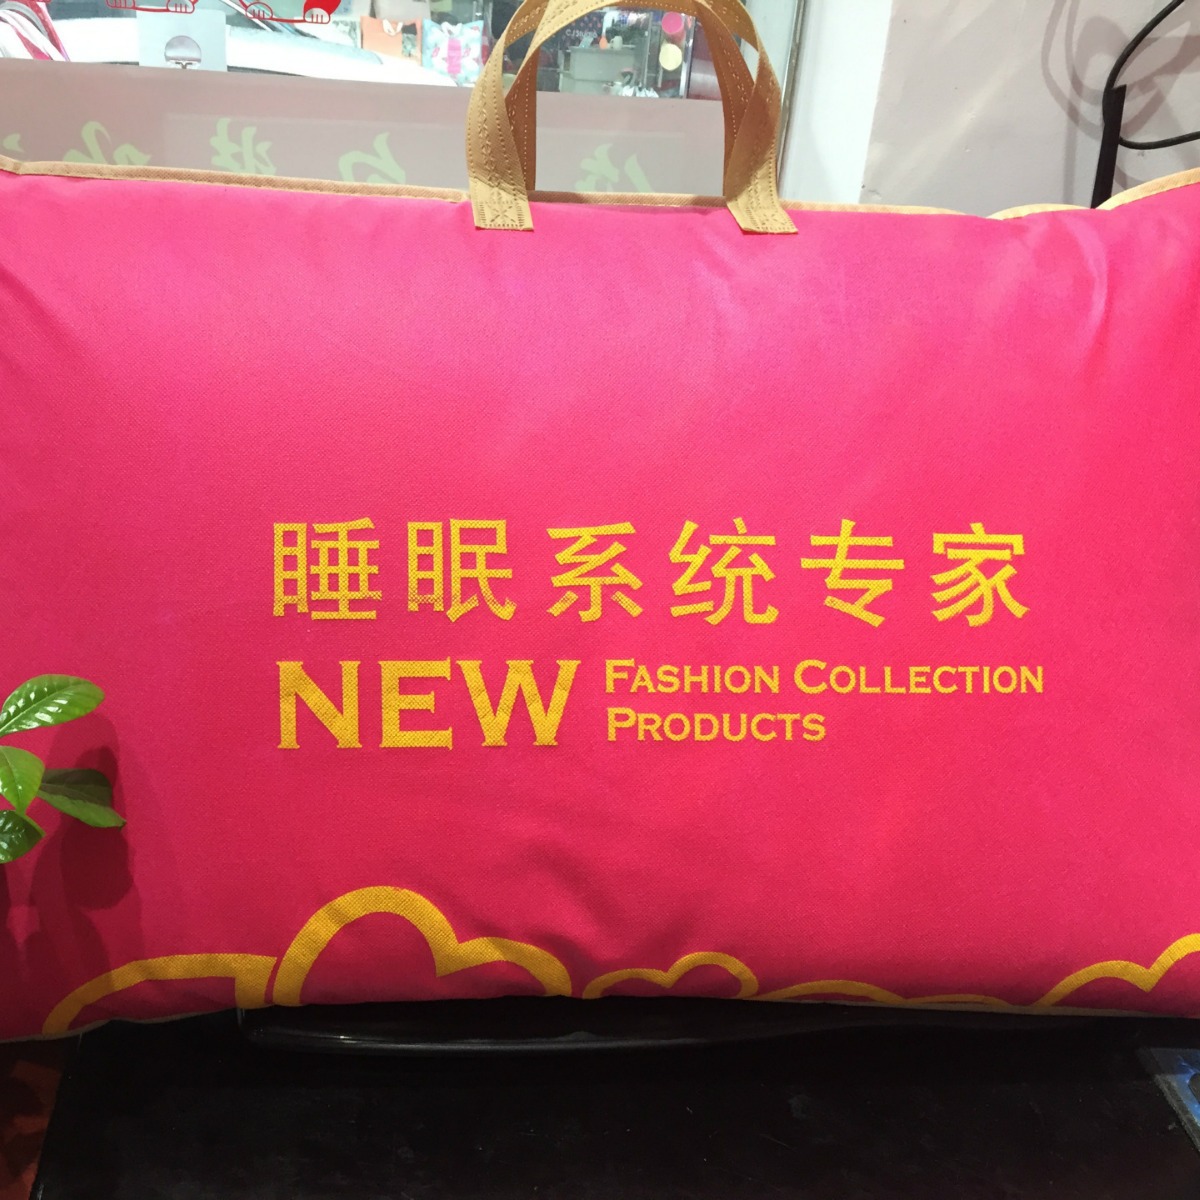 睡眠系统专家
NEW FASHION COLLECTION
PRODUCTS